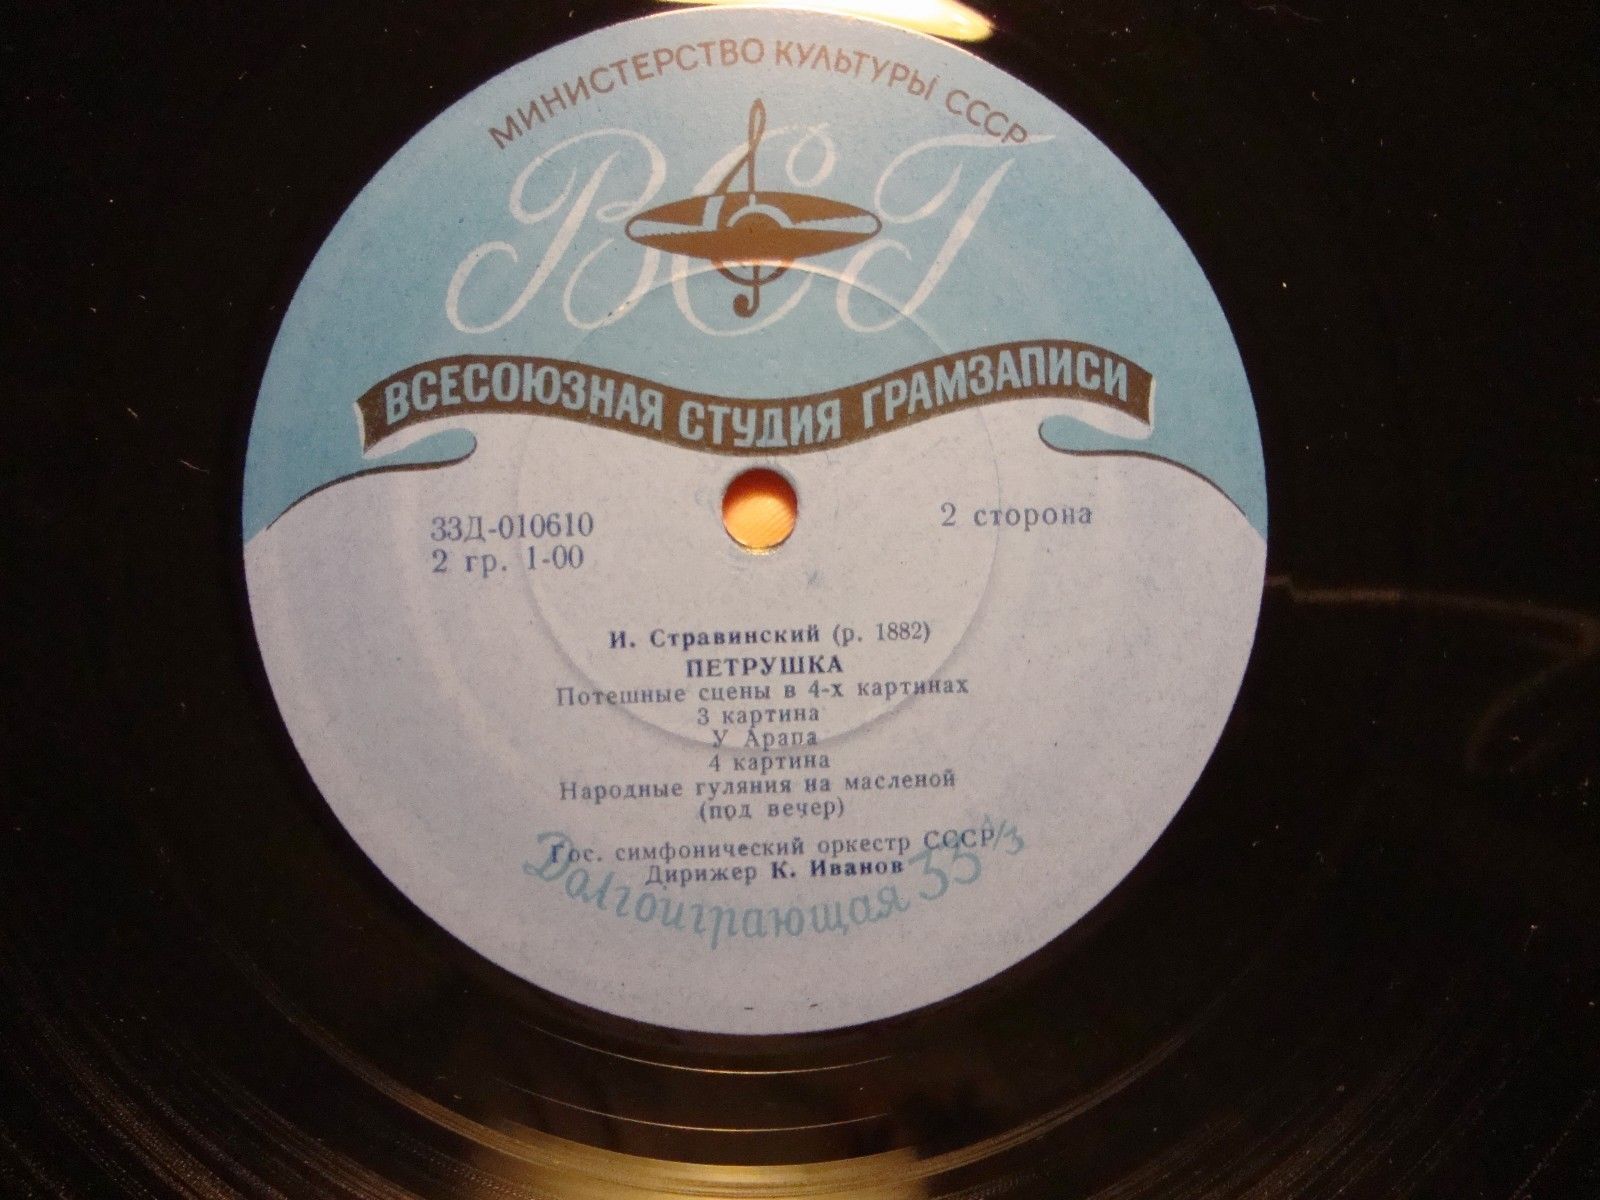 МИНИСТЕРСТВО КУЛЬТУРЫ СССР
ВСГ
ВСЕСОЮЗНАЯ СТУДИЯ ГРАМЗАПИСИ
33Д-010610
2 гр. 1-00
2 сторона
И. Стравинский (р. 1882)
ПЕТРУШКА
Потешные сцены в 4-х картинах
3 картина
У Арапа
4 картина
Народные гуляния на масленой
(под вечер)
Гос. симфонический оркестр СССР
Дирижер К. Иванов
Долгоиграющая 33⅓